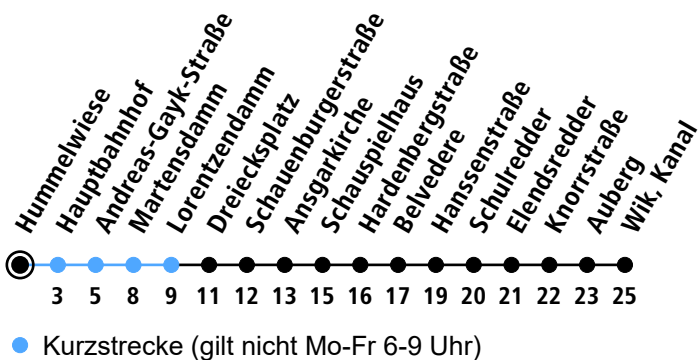 Hummelwiese
Hauptbahnhof
Andreas-Gayk-Straße
Martensdamm
Lorentzendamm
Dreiecksplatz
Schauenburgerstraße
Ansgarkirche
Schauspielhaus
Hardenbergstraße
Belvedere
Hanssenstraße
Schulredder
Elendsredder
Knorrstraße
Auberg
Wik, Kanal
3 5 8 9 11 12 13 15 16 17 19 20 21 22 23 25
Kurzstrecke (gilt nicht Mo-Fr 6-9 Uhr)